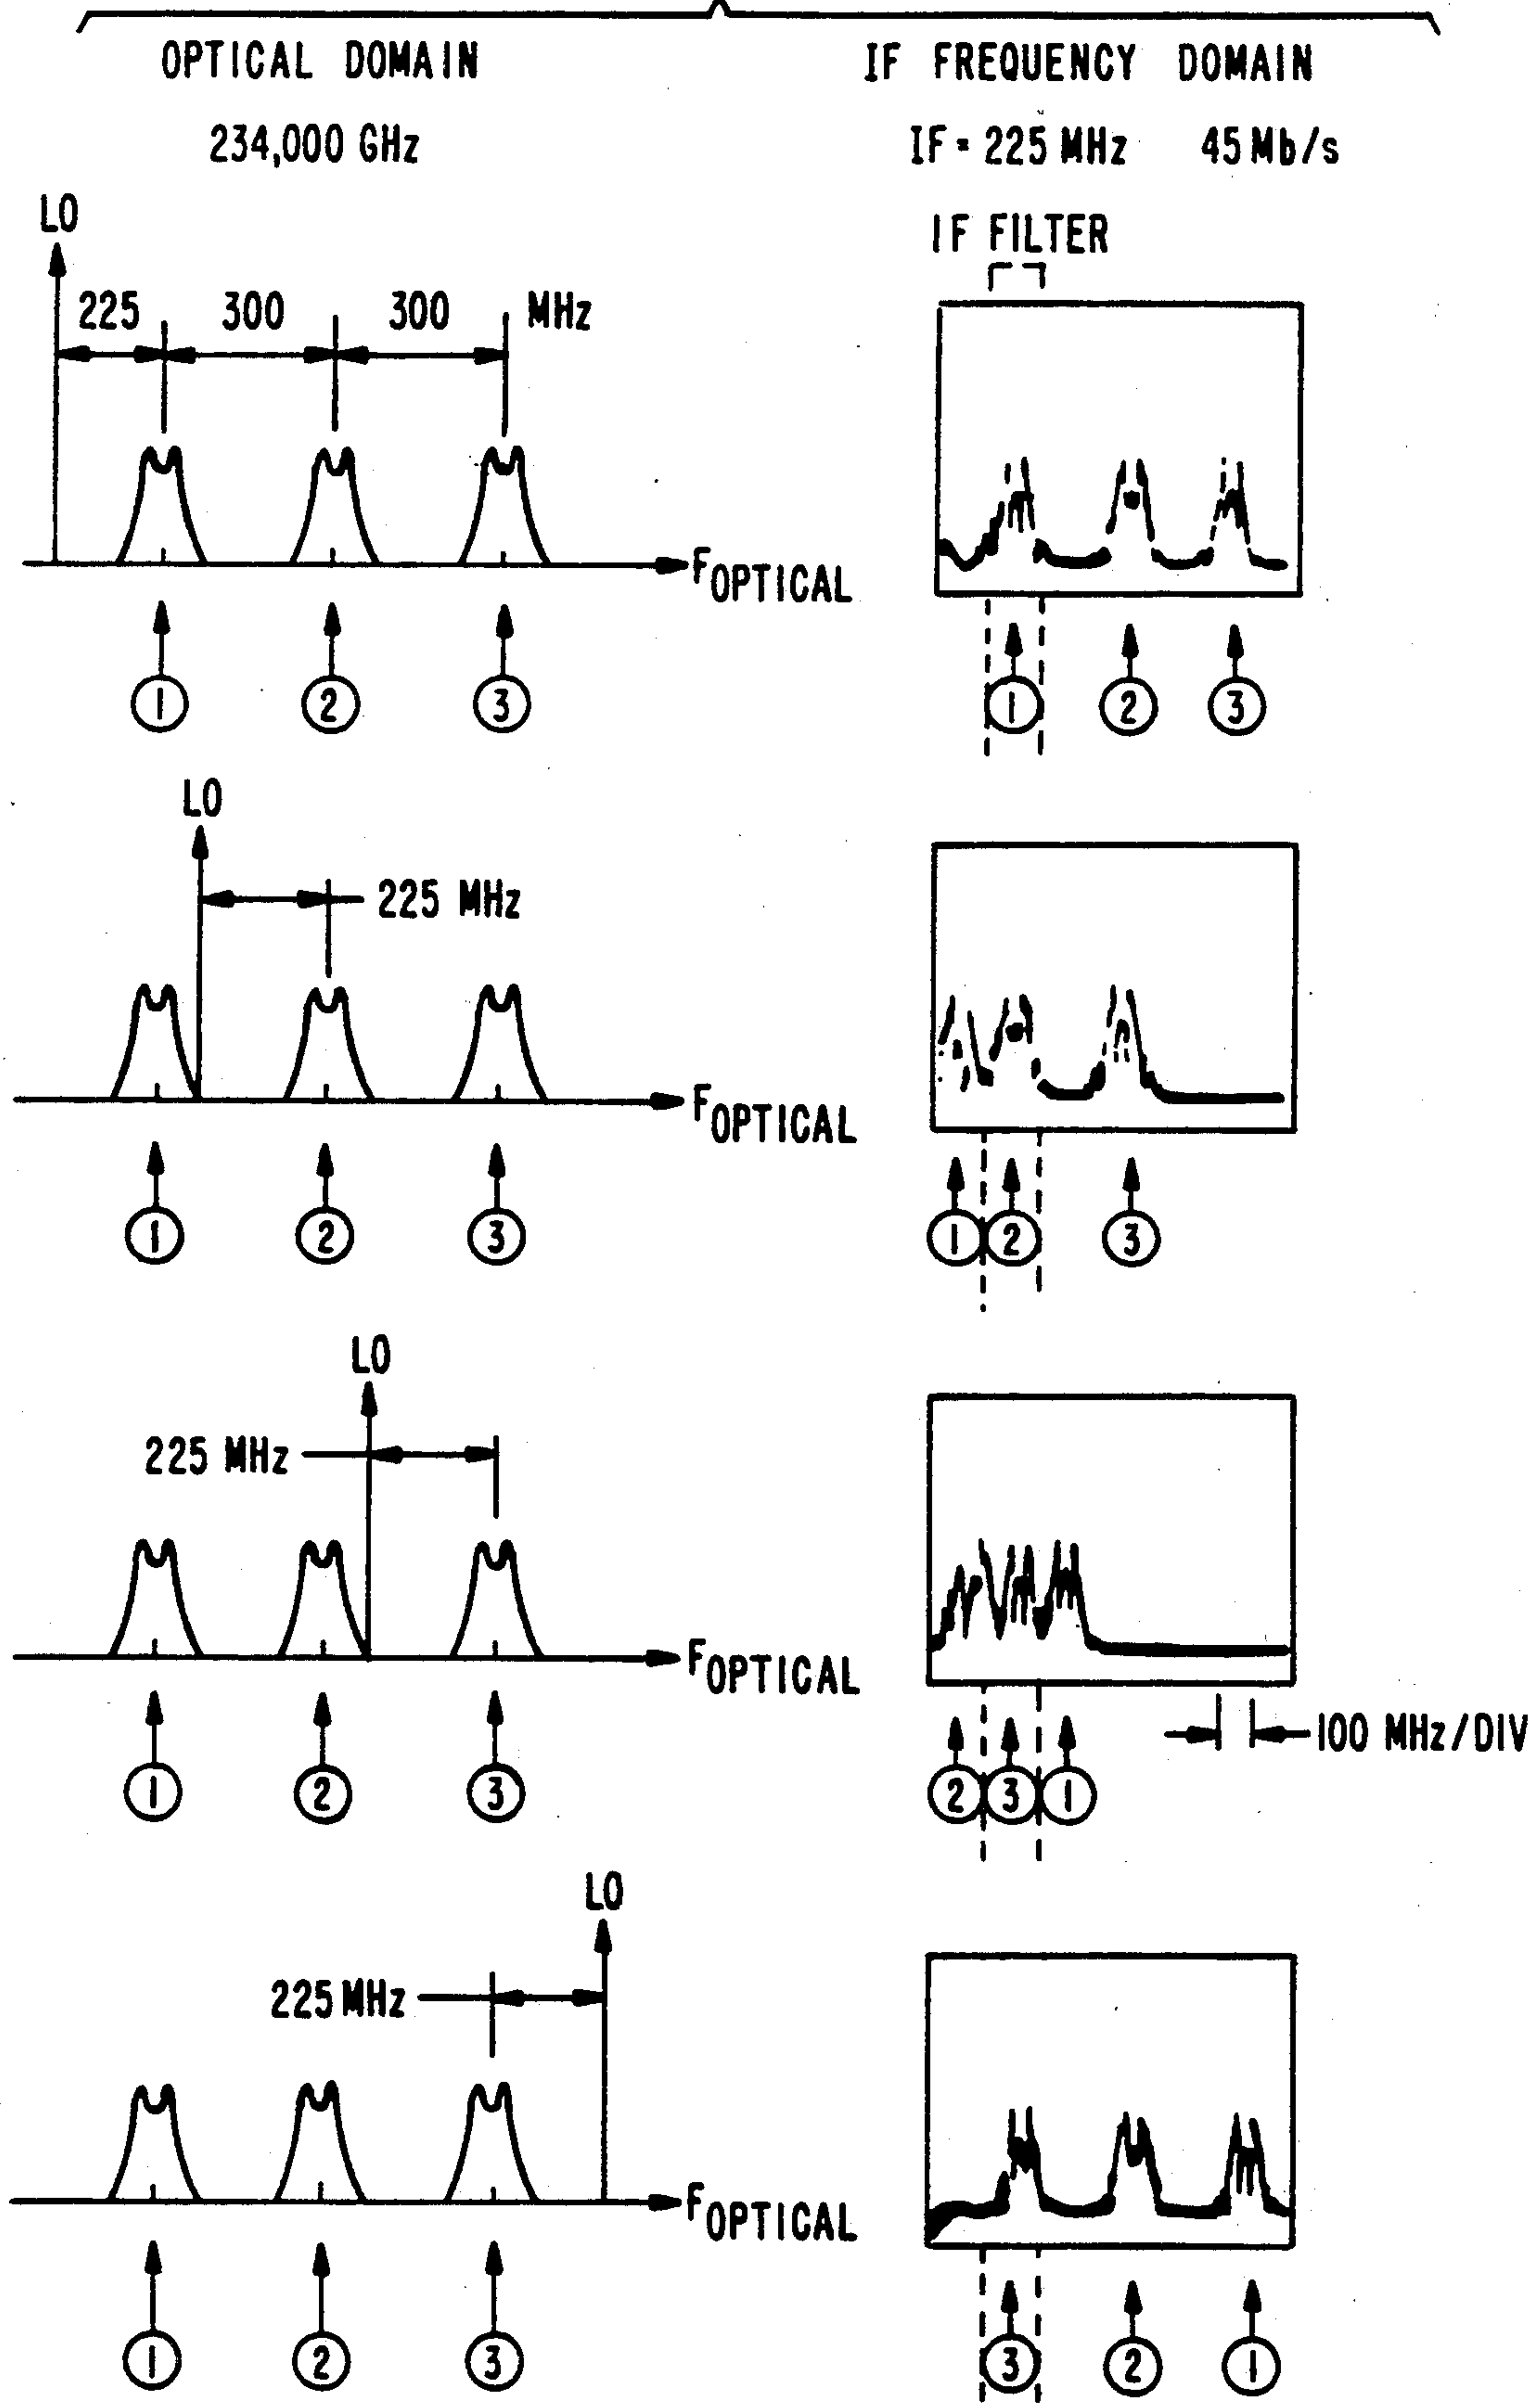 OPTICAL DOMAIN
234,000 GHz
IF FREQUENCY DOMAIN
IF = 225 MHz 45 Mb/s
LO
225 300 300 MHz
FOPTICAL
1 2 3
IF FILTER
1 2 3
LO
225 MHz
FOPTICAL
1 2 3
1 2 3
LO
225 MHz
FOPTICAL
1 2 3
2 3 1
100 MHz/DIV
LO
225 MHz
FOPTICAL
1 2 3
3 2 1